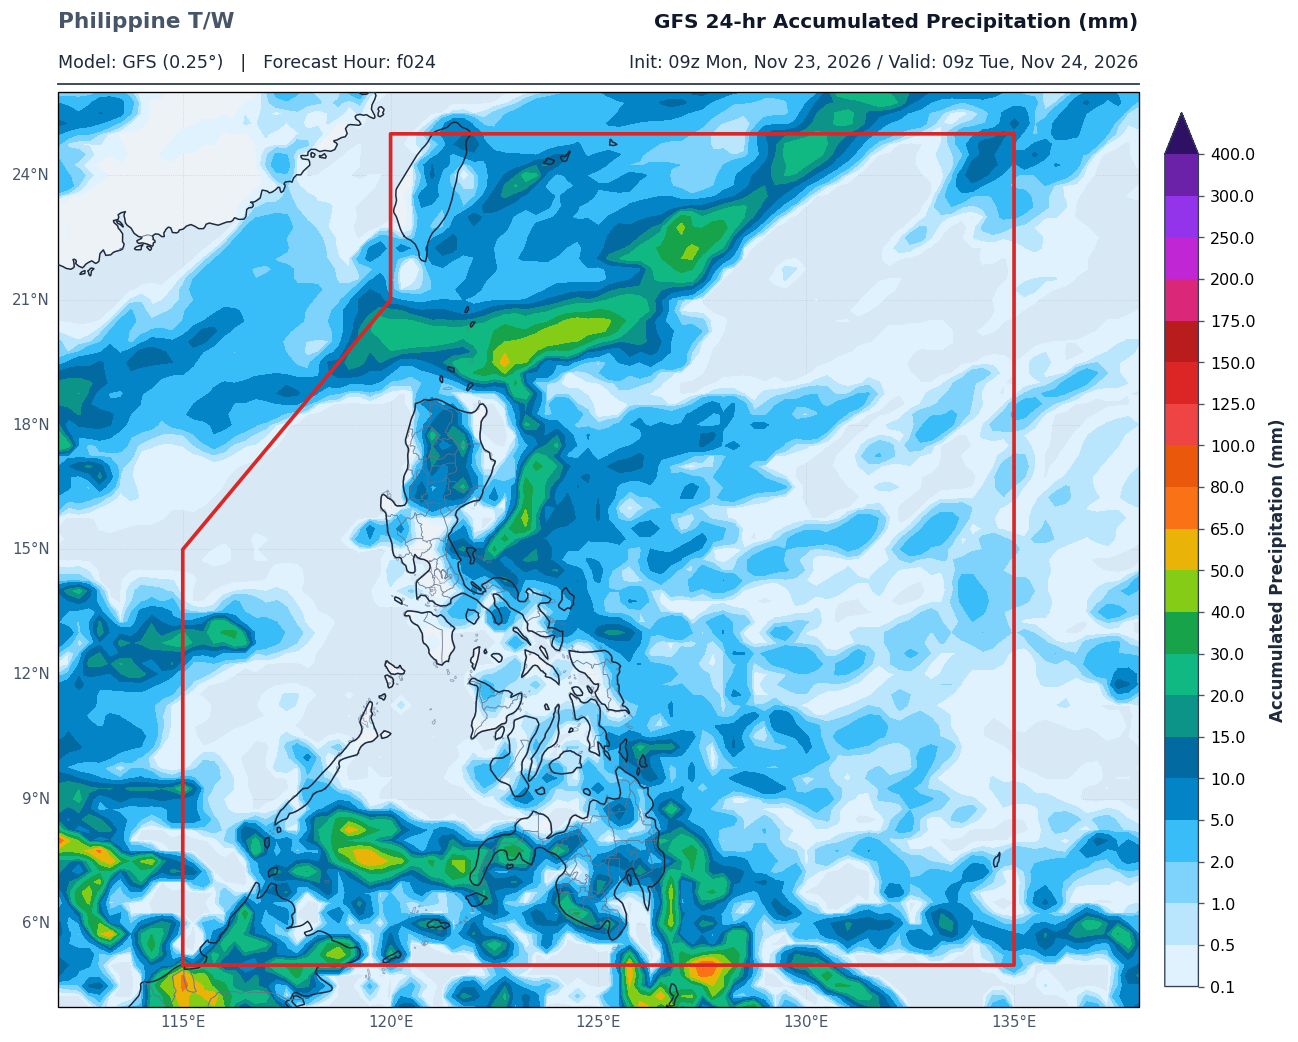 Philippine T/W
GFS 24-hr Accumulated Precipitation (mm)
Model: GFS (0.25°)   |   Forecast Hour: f024
Init: 09z Mon, Nov 23, 2026 / Valid: 09z Tue, Nov 24, 2026
24°N
21°N
18°N
15°N
12°N
9°N
6°N
115°E
120°E
125°E
130°E
135°E
400.0
300.0
250.0
200.0
175.0
150.0
125.0
100.0
80.0
65.0
50.0
40.0
30.0
20.0
15.0
10.0
5.0
2.0
1.0
0.5
0.1
Accumulated Precipitation (mm)